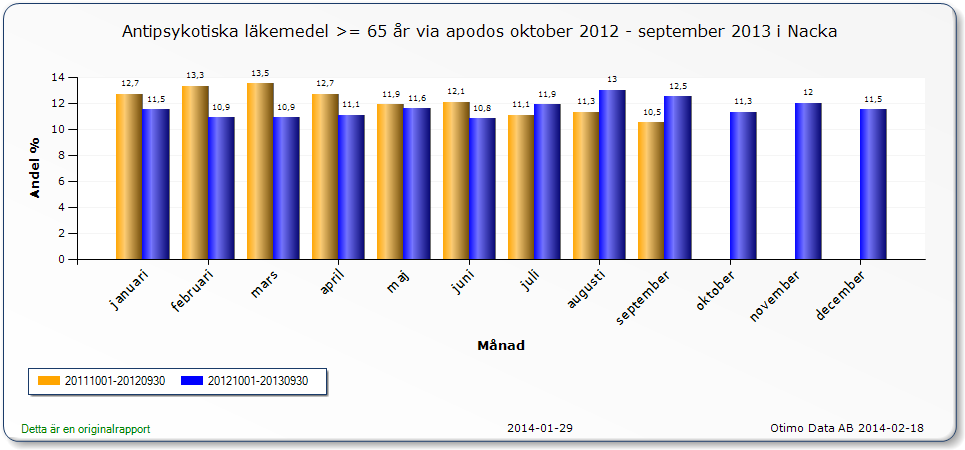 Antipsykotiska läkemedel >= 65 år via apodos oktober 2012 - september 2013 i Nacka
Andel %
14
12
10
8
6
4
2
0
12,7
11,5
13,3
10,9
13,5
10,9
12,7
11,1
11,9
11,6
12,1
10,8
11,1
11,9
11,3
13
10,5
12,5
11,3
12
11,5
januari
februari
mars
april
maj
juni
juli
augusti
september
oktober
november
december
Månad
20111001-20120930
20121001-20130930
Detta är en originalrapport
2014-01-29
Otimo Data AB 2014-02-18